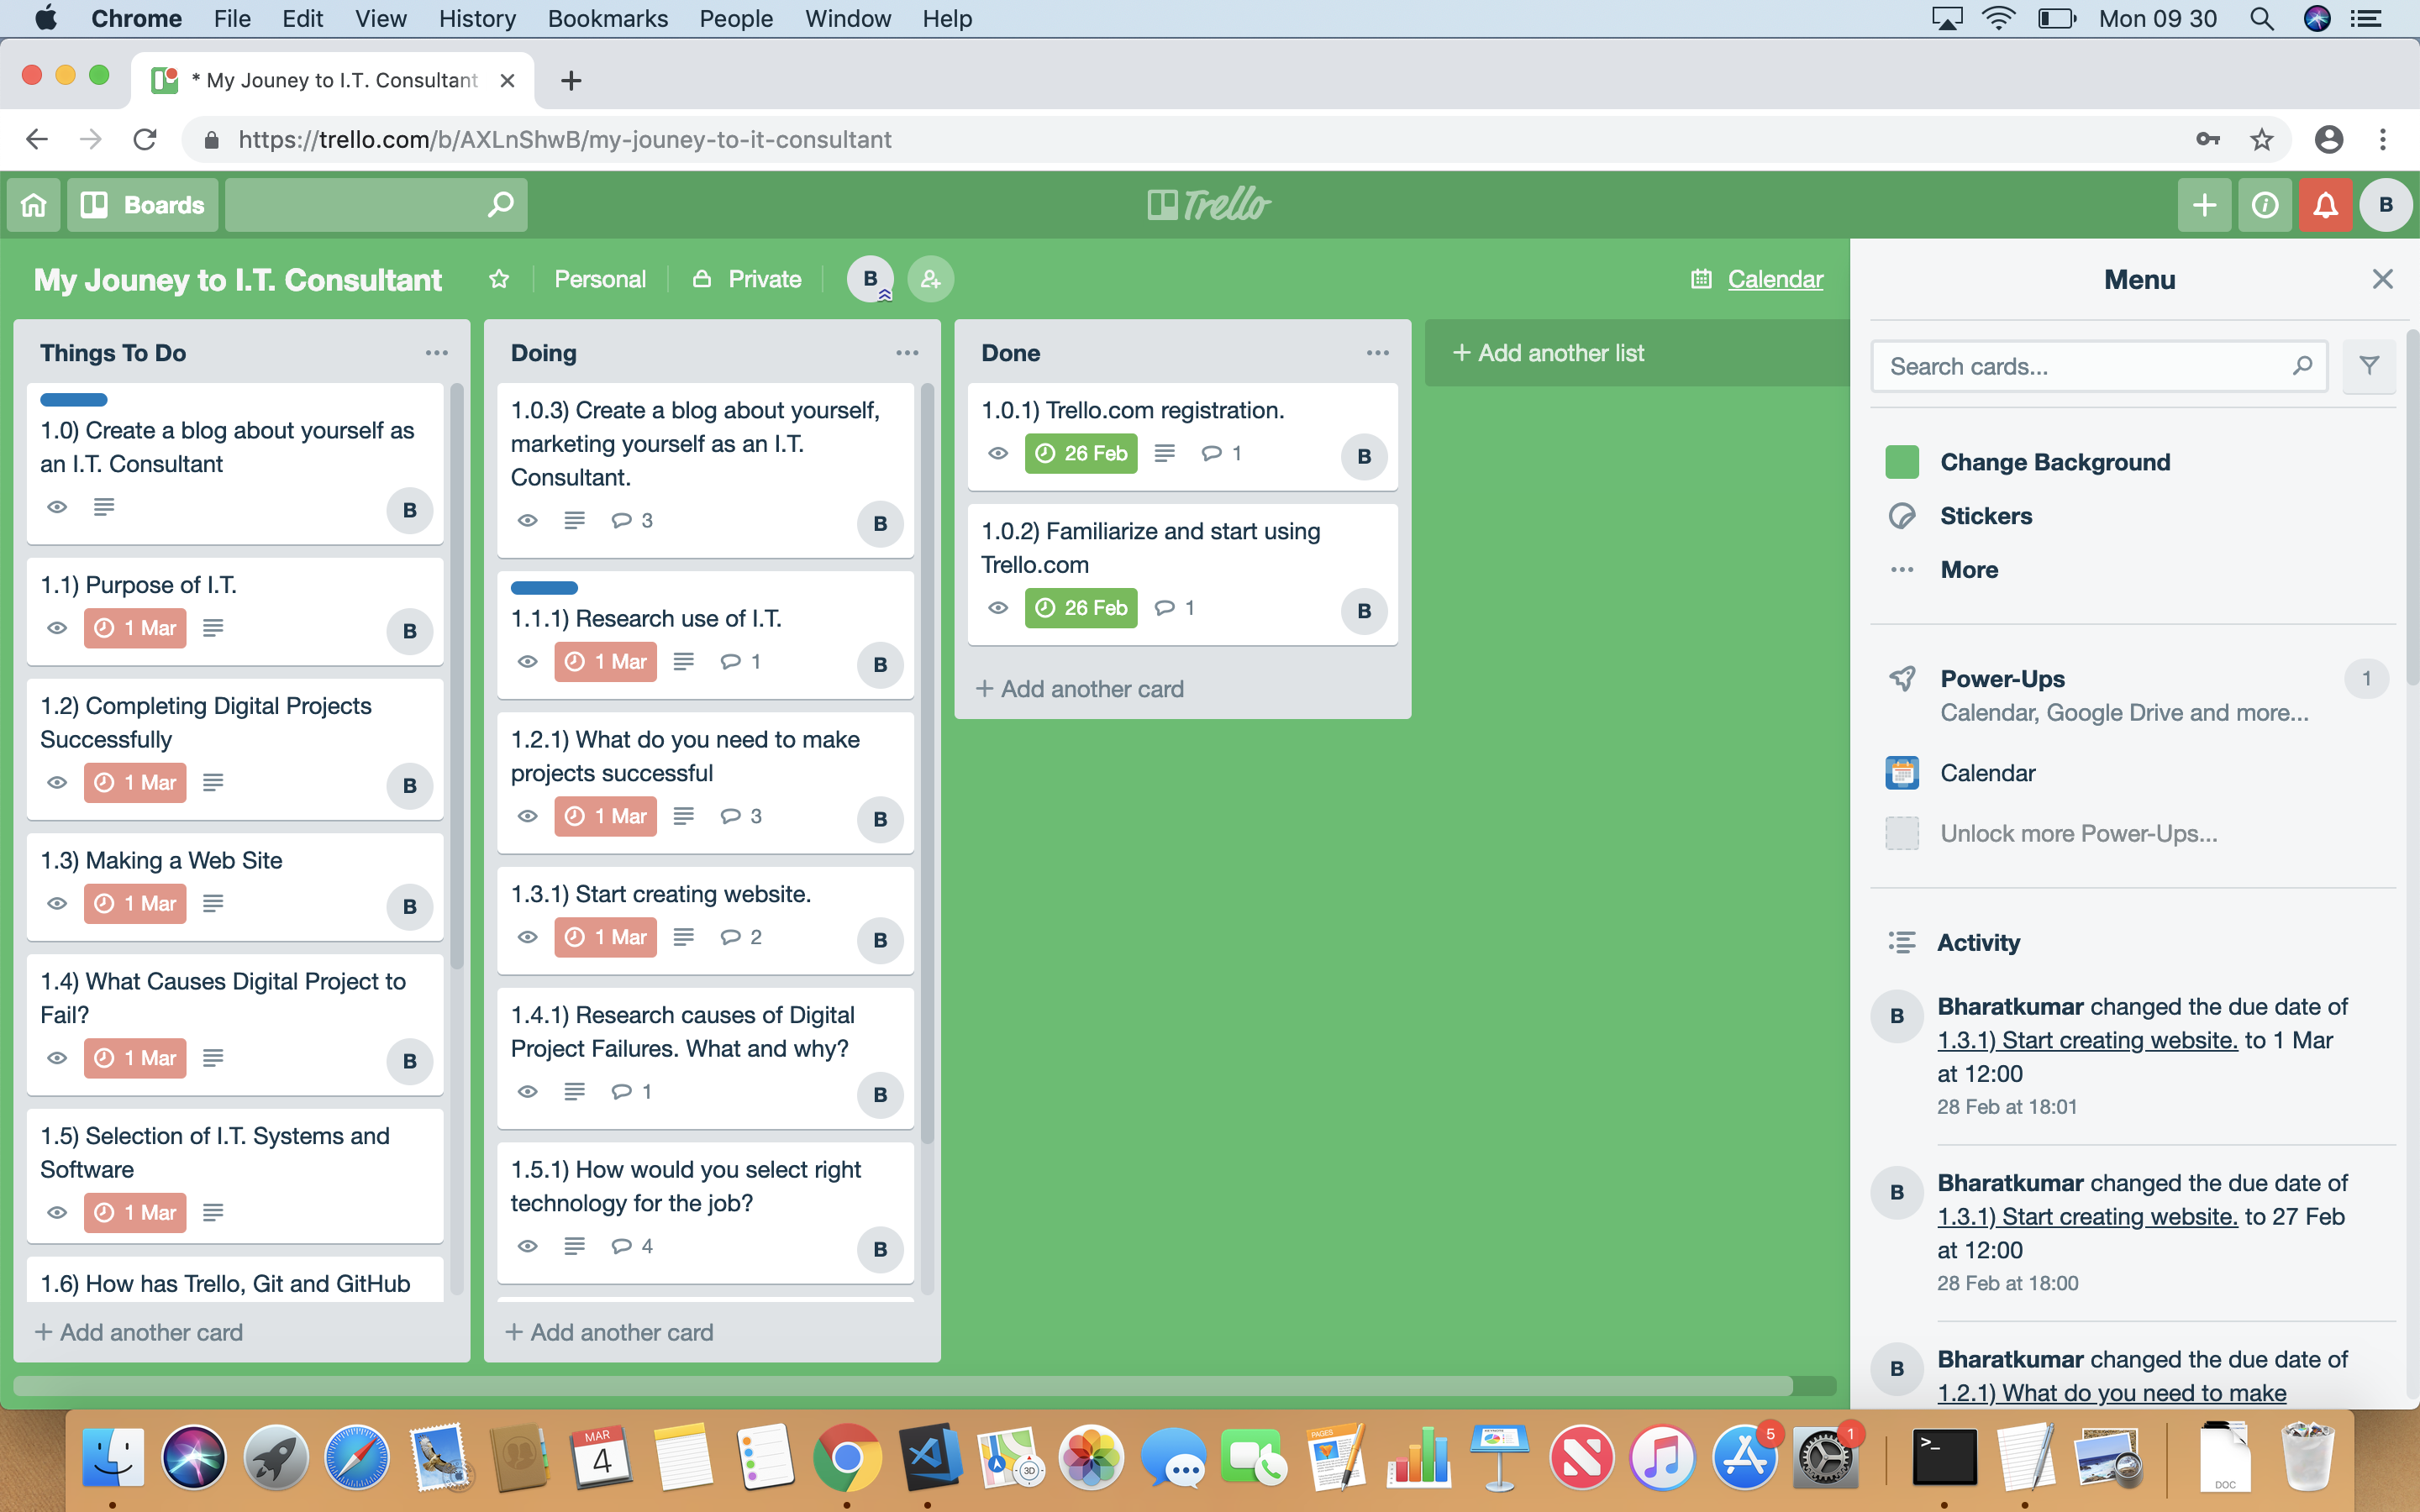 Chrome File Edit View History Bookmarks People Window Help Mon 09 30
* My Jouney to I.T. Consultant
https://trello.com/b/AXLnShwB/my-jouney-to-it-consultant
Boards
Trello
B
My Jouney to I.T. Consultant Personal Private B Calendar
Things To Do
1.0) Create a blog about yourself as
an I.T. Consultant
B
1.1) Purpose of I.T.
1 Mar
B
1.2) Completing Digital Projects
Successfully
1 Mar
B
1.3) Making a Web Site
1 Mar
B
1.4) What Causes Digital Project to
Fail?
1 Mar
B
1.5) Selection of I.T. Systems and
Software
1 Mar
1.6) How has Trello, Git and GitHub
+ Add another card
Doing
1.0.3) Create a blog about yourself,
marketing yourself as an I.T.
Consultant.
3 B
1.1.1) Research use of I.T.
1 Mar 1 B
1.2.1) What do you need to make
projects successful
1 Mar 3 B
1.3.1) Start creating website.
1 Mar 2 B
1.4.1) Research causes of Digital
Project Failures. What and why?
1 B
1.5.1) How would you select right
technology for the job?
4 B
+ Add another card
Done
1.0.1) Trello.com registration.
26 Feb 1 B
1.0.2) Familiarize and start using
Trello.com
26 Feb 1 B
+ Add another card
+ Add another list
Menu
Search cards...
Change Background
Stickers
More
Power-Ups 1
Calendar, Google Drive and more...
Calendar
Unlock more Power-Ups...
Activity
B
Bharatkumar changed the due date of
1.3.1) Start creating website. to 1 Mar
at 12:00
28 Feb at 18:01
B
Bharatkumar changed the due date of
1.3.1) Start creating website. to 27 Feb
at 12:00
28 Feb at 18:00
B
Bharatkumar changed the due date of
1.2.1) What do you need to make
MAR
4
3D
PAGES
5
1
>_
DOC